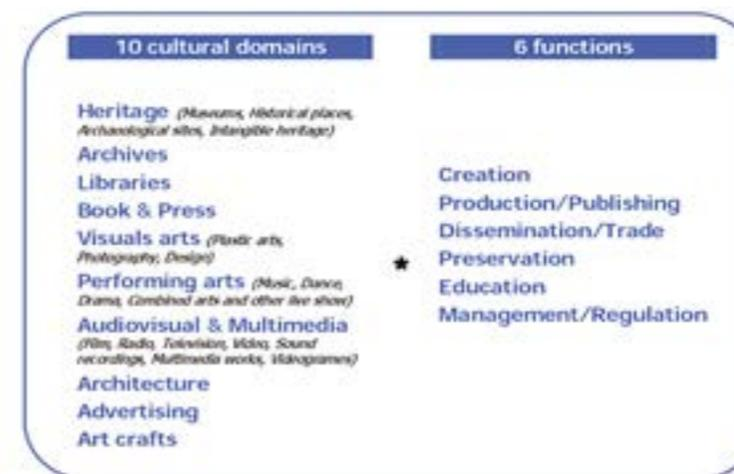 10 cultural domains
Heritage (Museums, Historical places,
Archaeological sites, Intangible heritage)
Archives
Libraries
Book & Press
Visuals arts (Plastic arts,
Photography, Design)
Performing arts (Music, Dance,
Drama, Combined arts and other live show)
Audiovisual & Multimedia
(Film, Radio, Television, Video, Sound
recordings, Multimedia works, Videogrames)
Architecture
Advertising
Art crafts
*
6 functions
Creation
Production/Publishing
Dissemination/Trade
Preservation
Education
Management/Regulation